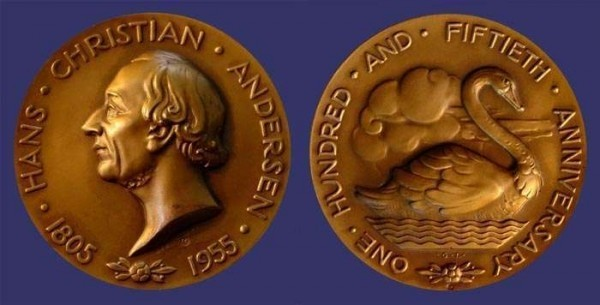 HANS · CHRISTIAN · ANDERSEN ·
· 1805
1955 ·
ONE · HUNDRED · AND · FIFTIETH · ANNIVERSARY